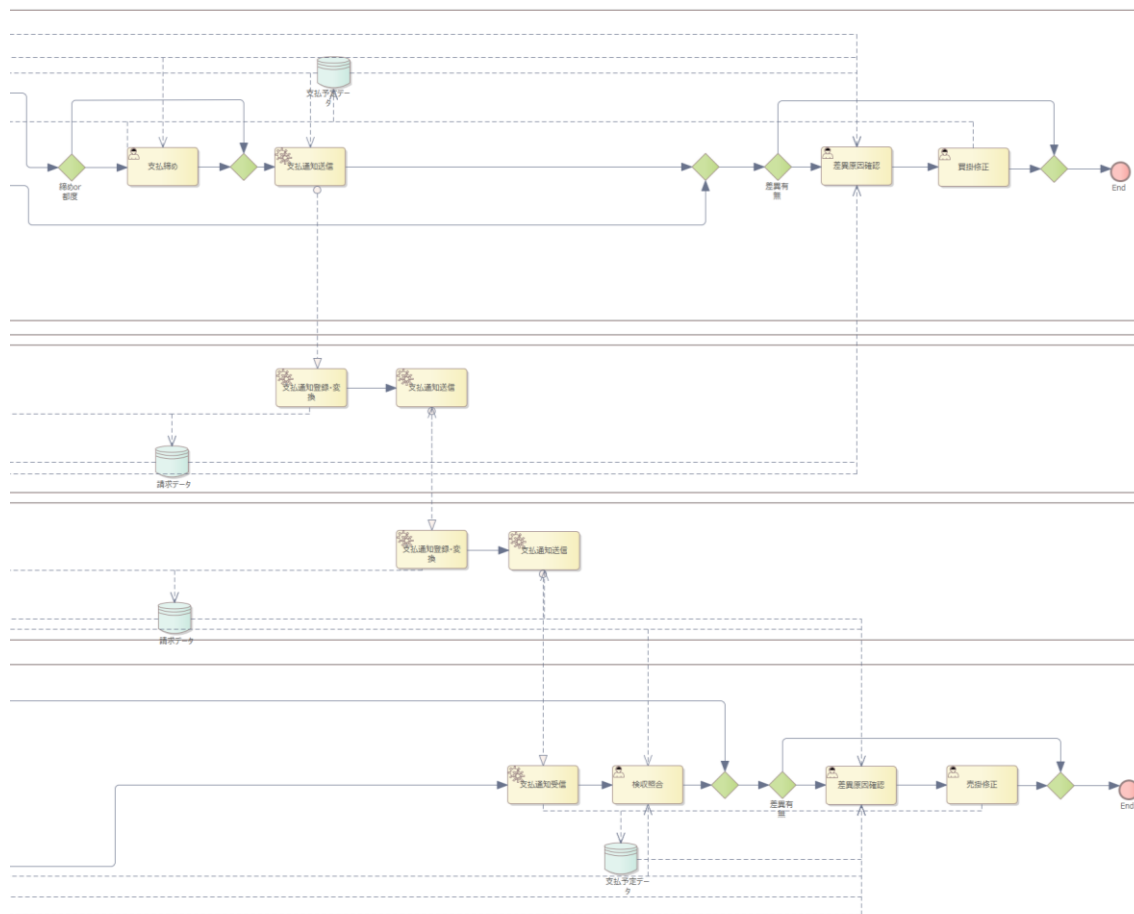 支払予定デー
タ
支払締め
支払通知送信
差異原因確認
買掛修正
締めor
都度
差異有
無
End
支払通知登録・変
換
支払通知送信
請求データ
支払通知登録・変
換
支払通知送信
請求データ
支払通知受信
検収照合
差異原因確認
売掛修正
差異有
無
End
支払予定デー
タ